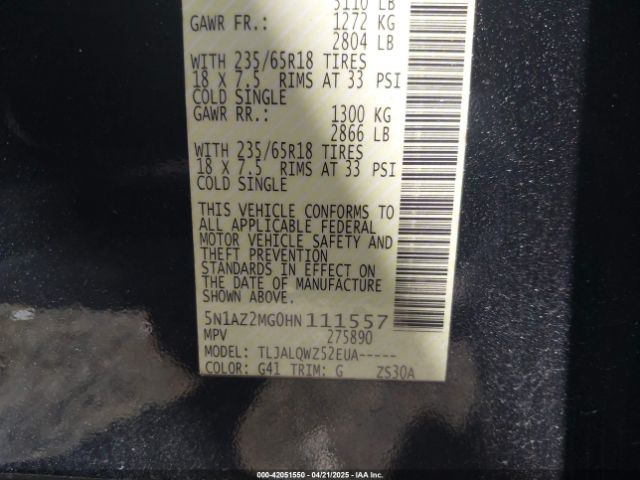 5110 LB
GAWR FR.: 1272 KG
2804 LB
WITH 235/65R18 TIRES
18 X 7.5 RIMS AT 33 PSI
COLD SINGLE
GAWR RR.: 1300 KG
2866 LB
WITH 235/65R18 TIRES
18 X 7.5 RIMS AT 33 PSI
COLD SINGLE
THIS VEHICLE CONFORMS TO
ALL APPLICABLE FEDERAL
MOTOR VEHICLE SAFETY AND
THEFT PREVENTION
STANDARDS IN EFFECT ON
THE DATE OF MANUFACTURE
SHOWN ABOVE.
5N1AZ2MG0HN111557
MPV 275890
MODEL: TLJALQWZ52EUA-----
COLOR: G41 TRIM: G ZS30A
000-42051550 - 04/21/2025 - IAA Inc.